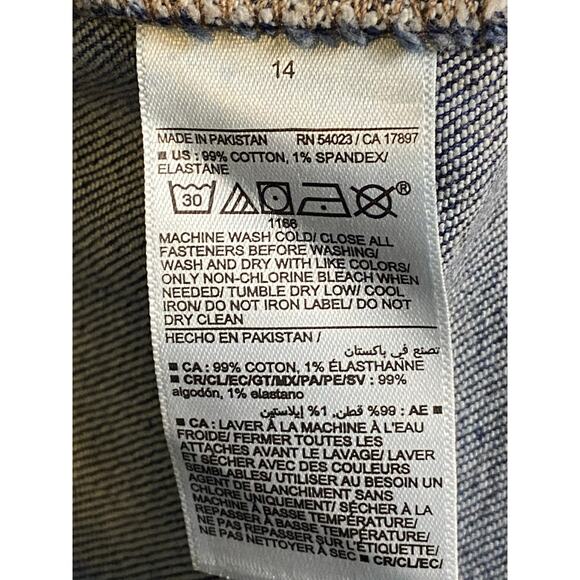 14
MADE IN PAKISTAN RN 54023 / CA 17897
■ US : 99% COTTON, 1% SPANDEX/
ELASTANE
30 ®
1166
MACHINE WASH COLD/ CLOSE ALL
FASTENERS BEFORE WASHING/
WASH AND DRY WITH LIKE COLORS/
ONLY NON-CHLORINE BLEACH WHEN
NEEDED/ TUMBLE DRY LOW/ COOL
IRON/ DO NOT IRON LABEL/ DO NOT
DRY CLEAN
HECHO EN PAKISTAN /
تصنع في باكستان
■ CA : 99% COTON, 1% ÉLASTHANNE
■ CR/CL/EC/GT/MX/PA/PE/SV : 99%
algodón, 1% elastano
■ AE : 99% قطن, 1% إيلاستين
■ CA : LAVER À LA MACHINE À L'EAU
FROIDE/ FERMER TOUTES LES
ATTACHES AVANT LE LAVAGE/ LAVER
ET SÉCHER AVEC DES COULEURS
SEMBLABLES/ UTILISER AU BESOIN UN
AGENT DE BLANCHIMENT SANS
CHLORE UNIQUEMENT/ SÉCHER À LA
MACHINE À BASSE TEMPÉRATURE/
REPASSER À BASSE TEMPÉRATURE/
NE PAS REPASSER SUR L'ÉTIQUETTE/
NE PAS NETTOYER À SEC ■ CR/CL/EC/